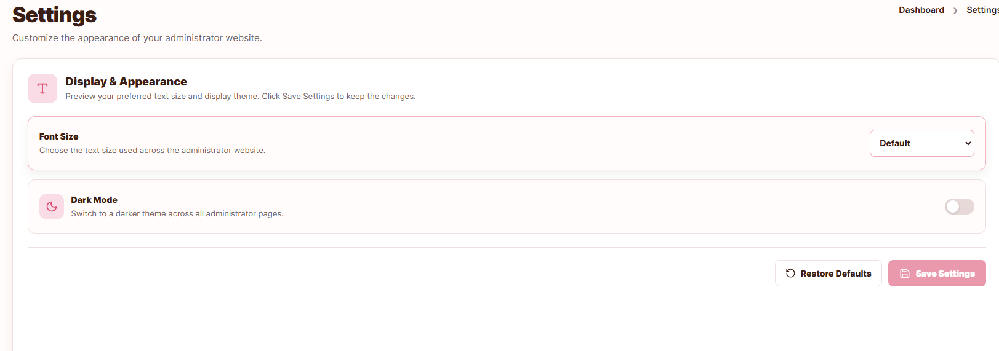 Settings
Dashboard › Settings
Customize the appearance of your administrator website.
Display & Appearance
Preview your preferred text size and display theme. Click Save Settings to keep the changes.
Font Size
Choose the text size used across the administrator website.
Default
Dark Mode
Switch to a darker theme across all administrator pages.
Restore Defaults
Save Settings